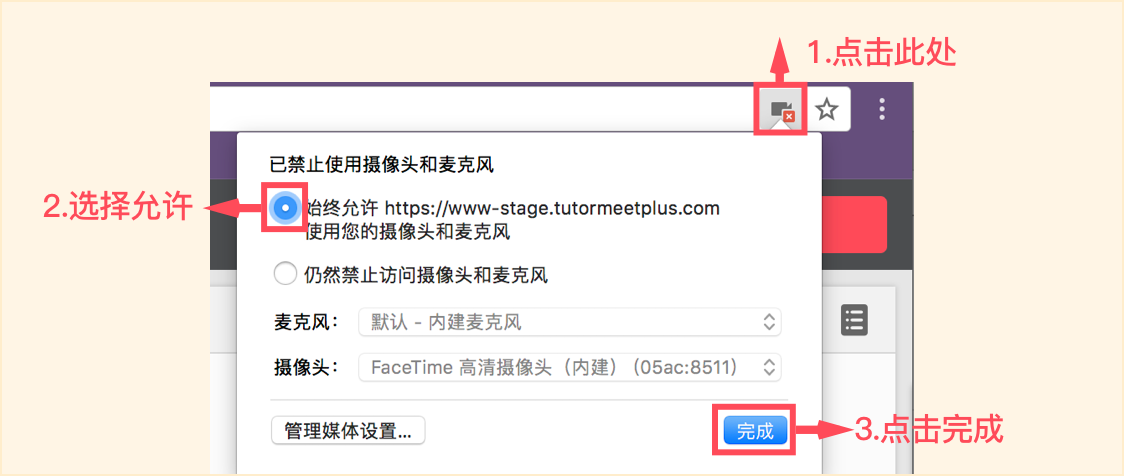 1.点击此处
已禁止使用摄像头和麦克风
2.选择允许
始终允许 https://www-stage.tutormeetplus.com
使用您的摄像头和麦克风
仍然禁止访问摄像头和麦克风
麦克风： 默认 - 内建麦克风
摄像头： FaceTime 高清摄像头（内建） (05ac:8511)
管理媒体设置... 完成
3.点击完成